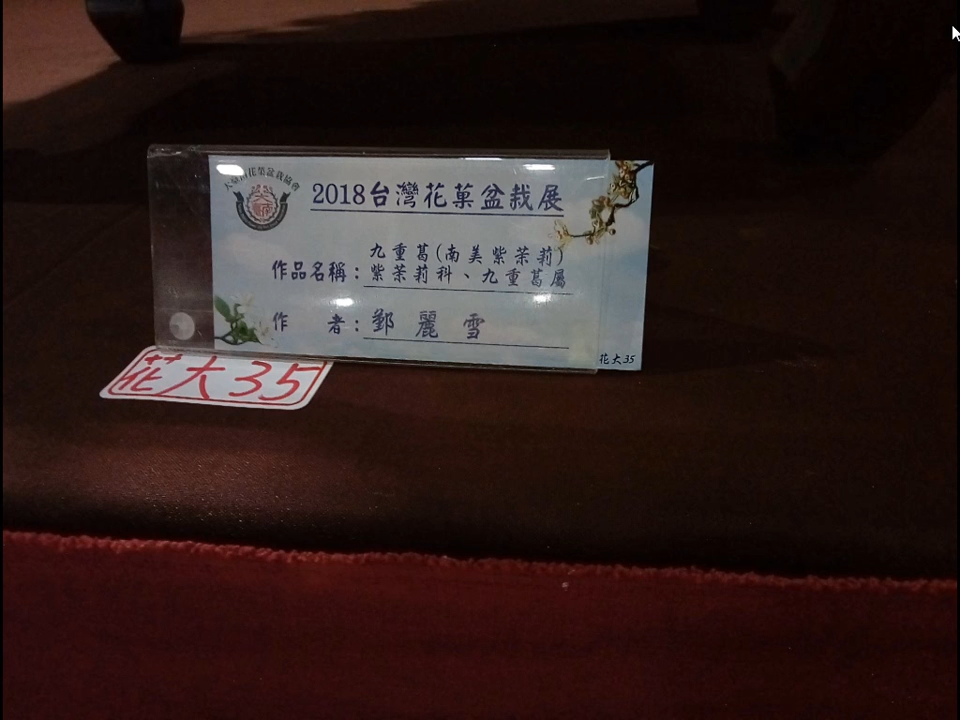 2018台灣花菓盆栽展
九重葛(南美紫茉莉)
作品名稱：紫茉莉科、九重葛屬
作　者：鄭麗雪
花大35
花大35